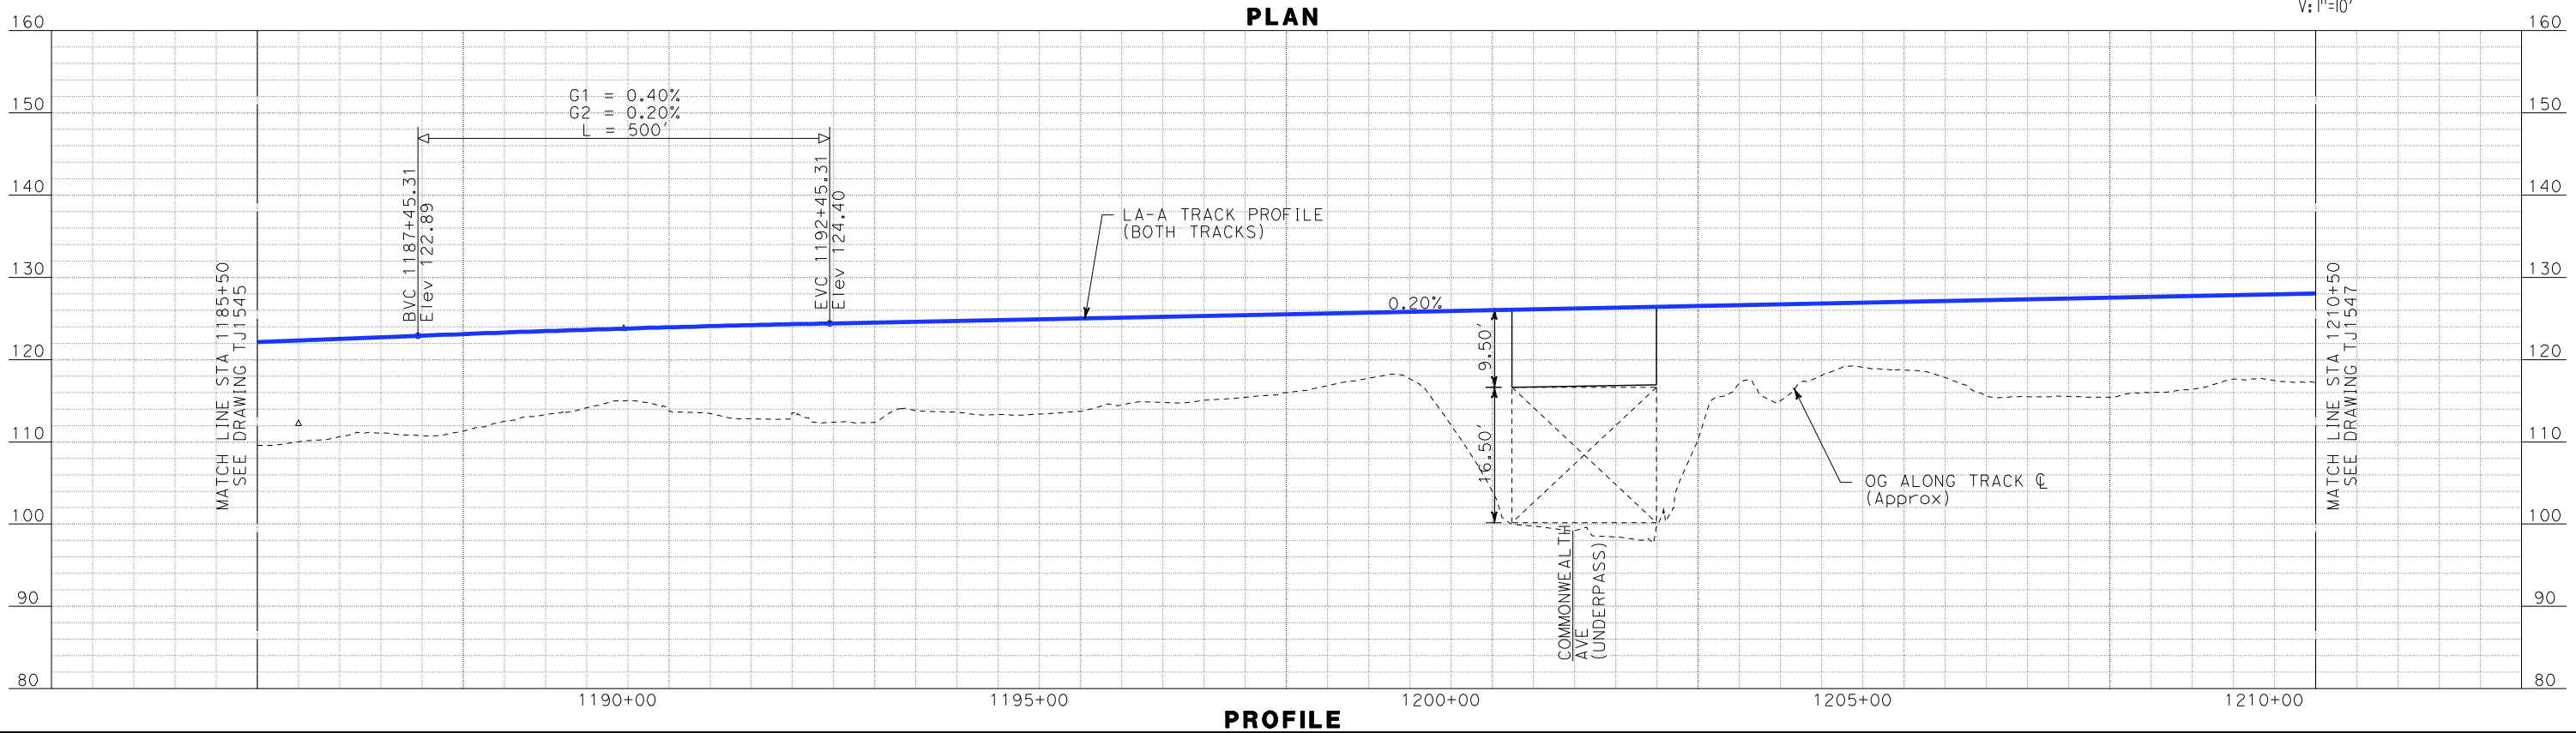 PLAN
V: 1"=10'
160
160
150
150
140
140
130
130
120
120
110
110
100
100
90
90
80
80
G1 = 0.40%
G2 = 0.20%
L = 500'
BVC 1187+45.31
Elev 122.89
EVC 1192+45.31
Elev 124.40
MATCH LINE STA 1185+50
SEE DRAWING TJ1545
LA-A TRACK PROFILE
(BOTH TRACKS)
0.20%
9.50'
16.50'
COMMONWEALTH
AVE
(UNDERPASS)
OG ALONG TRACK ℄
(Approx)
MATCH LINE STA 1210+50
SEE DRAWING TJ1547
1190+00
1195+00
1200+00
1205+00
1210+00
PROFILE